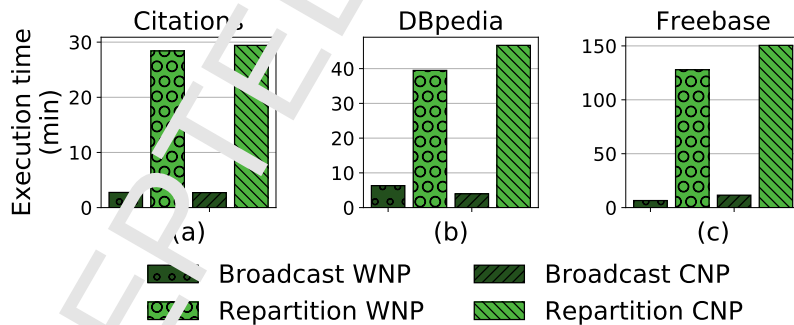 Citations DBpedia Freebase
Execution time
(min)
30
20
10
0
40
30
20
10
0
150
100
50
0
(a) (b) (c)
Broadcast WNP Broadcast CNP
Repartition WNP Repartition CNP